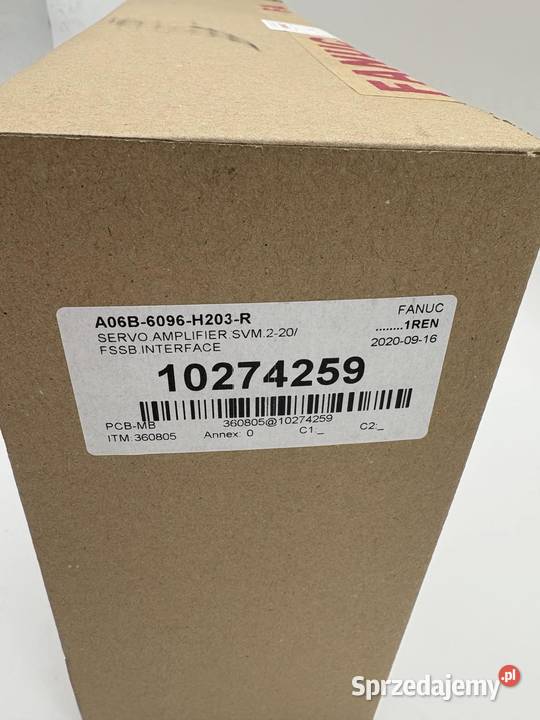 FANUC
A06B-6096-H203-R
SERVO.AMPLIFIER.SVM.2-20/
FSSB.INTERFACE
FANUC
........1REN
2020-09-16
10274259
360805@10274259
PCB-MB
ITM:360805 Annex: 0 C1:_ C2:_
Sprzedajemy.pl